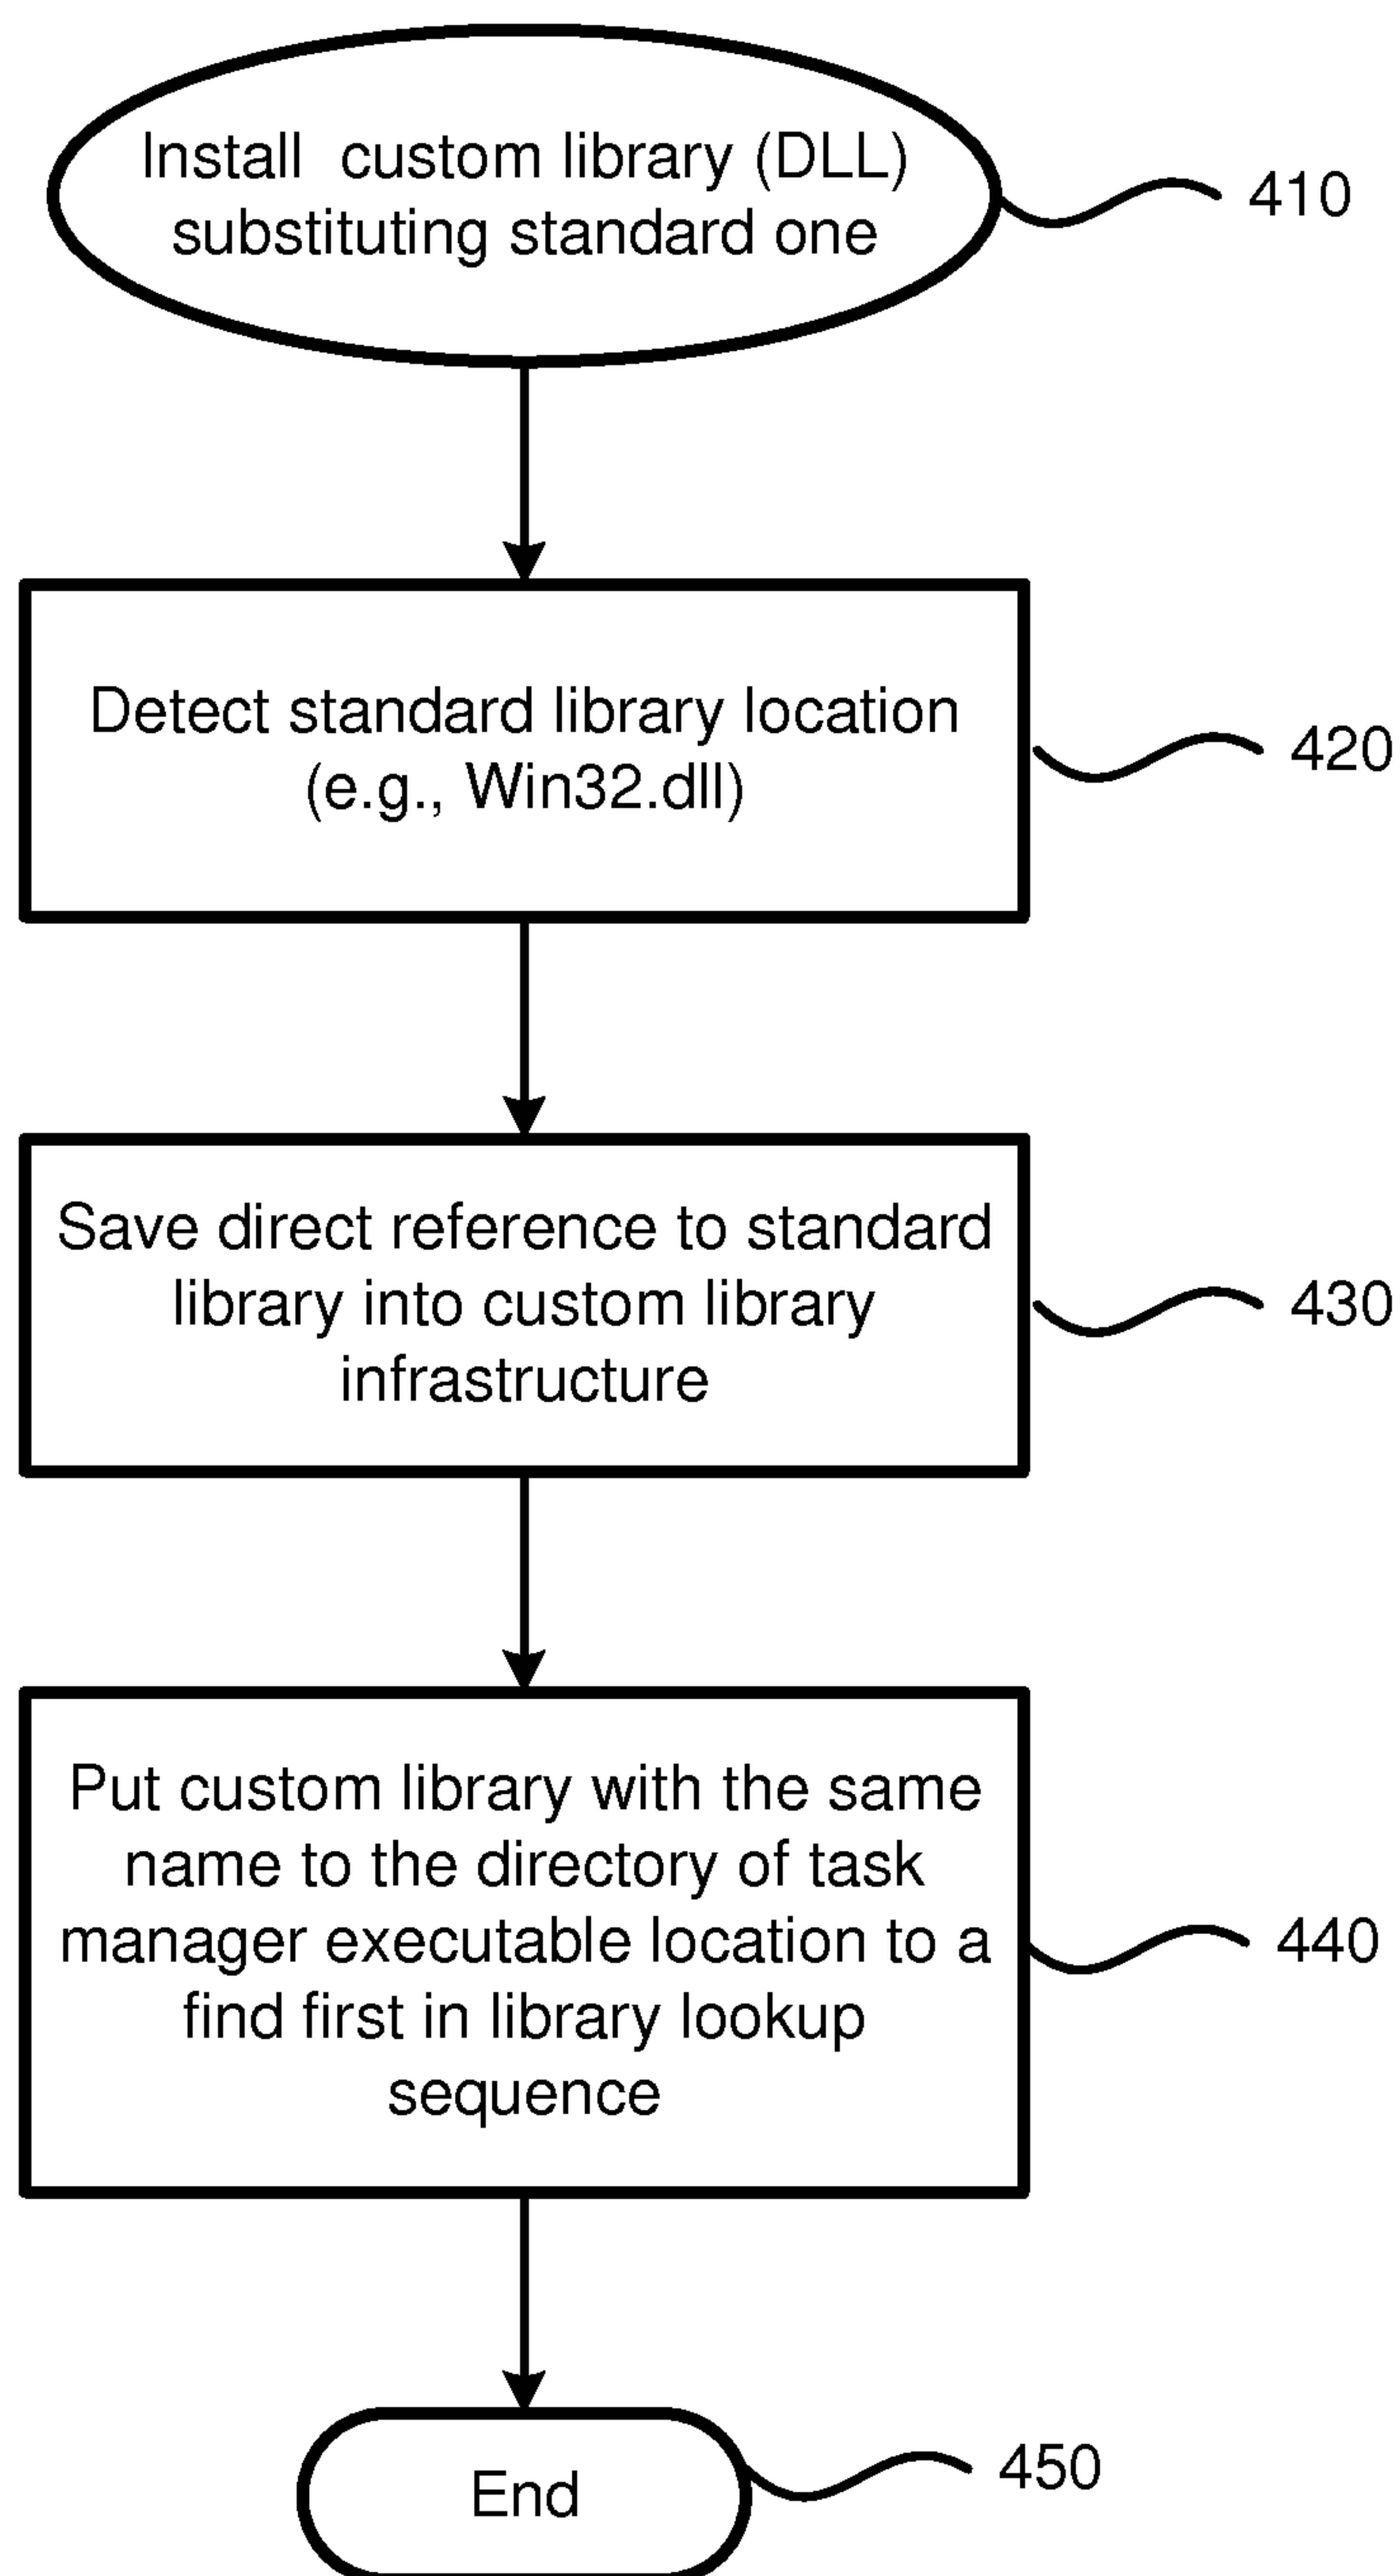 Install  custom library (DLL)
substituting standard one
410
Detect standard library location
(e.g., Win32.dll)
420
Save direct reference to standard
library into custom library
infrastructure
430
Put custom library with the same
name to the directory of task
manager executable location to a
find first in library lookup
sequence
440
End
450